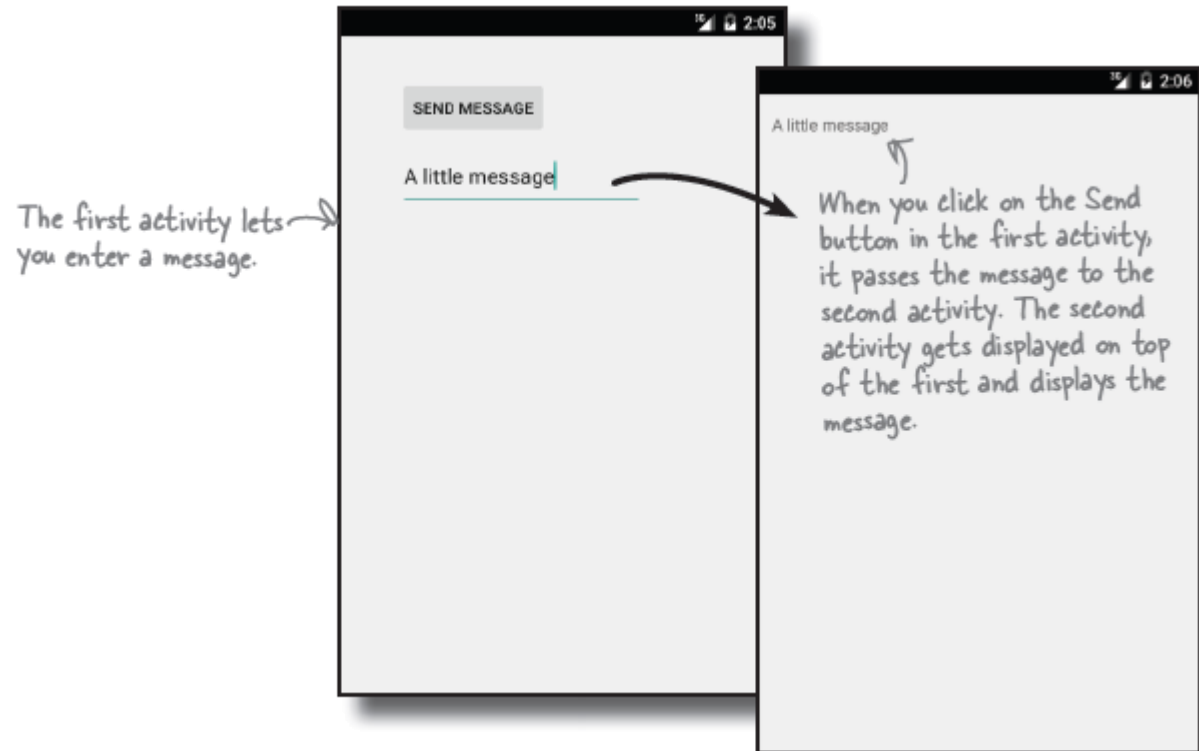 2:05
SEND MESSAGE
A little message
The first activity lets
you enter a message.
2:06
A little message
When you click on the Send
button in the first activity,
it passes the message to the
second activity. The second
activity gets displayed on top
of the first and displays the
message.